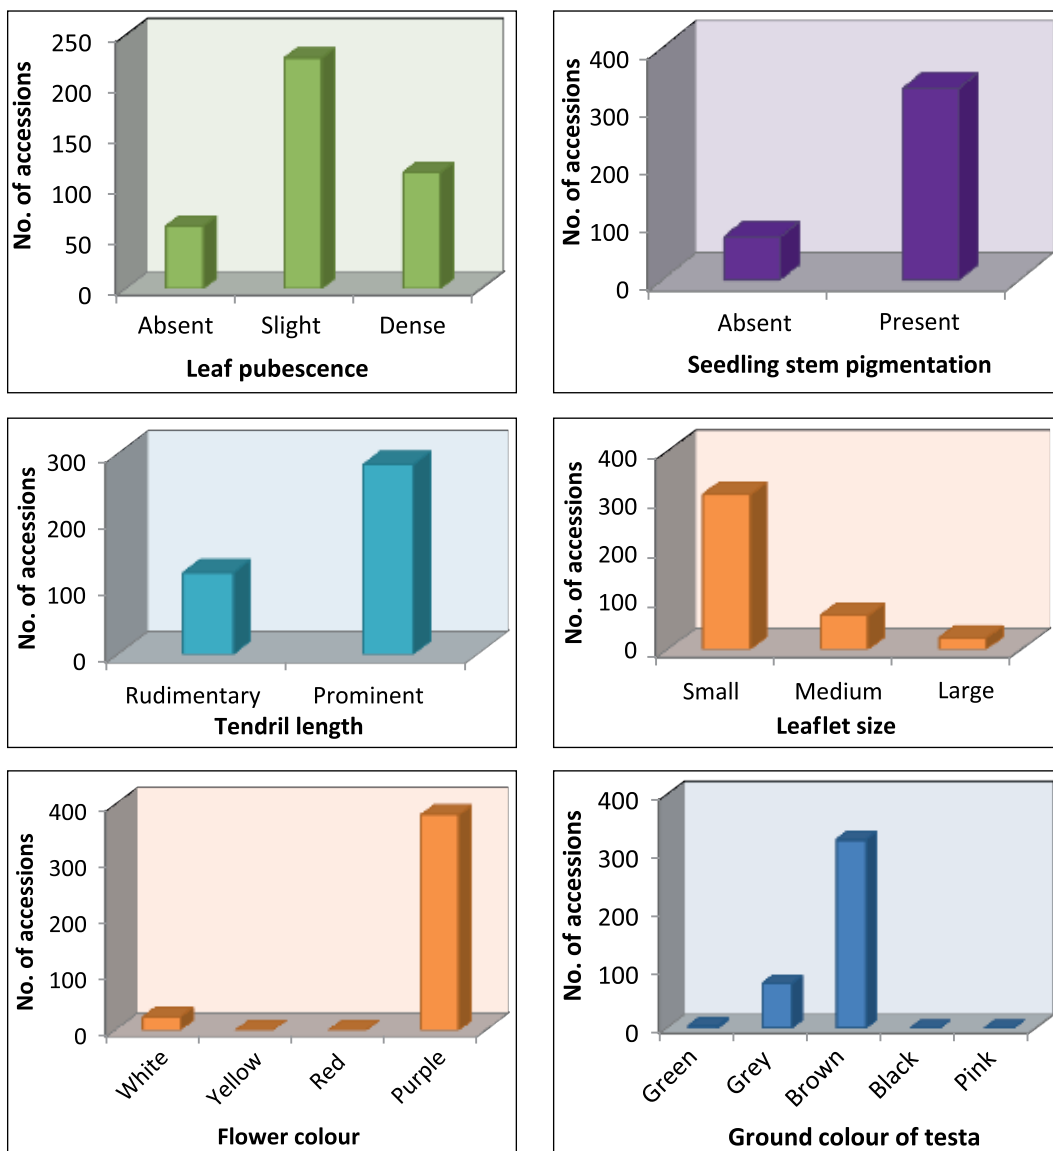 No. of accessions
250
200
150
100
50
0
Absent Slight Dense
Leaf pubescence
No. of accessions
400
300
200
100
0
Absent Present
Seedling stem pigmentation
No. of accessions
300
200
100
0
Rudimentary Prominent
Tendril length
No. of accessions
400
300
200
100
0
Small Medium Large
Leaflet size
No. of accessions
400
300
200
100
0
White Yellow Red Purple
Flower colour
No. of accessions
400
300
200
100
0
Green Grey Brown Black Pink
Ground colour of testa